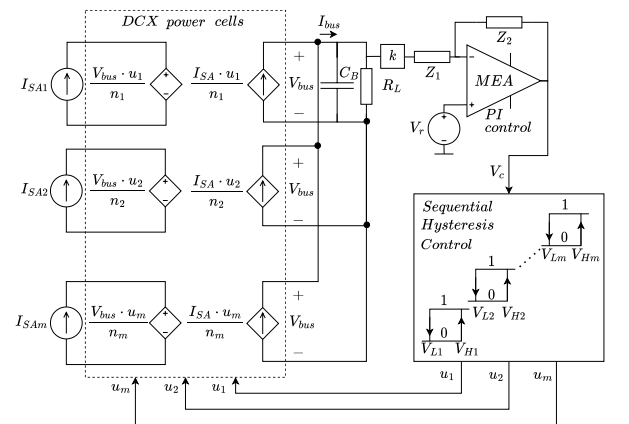 DCX power cells
I_bus
Z_2
k
Z_1
MEA
PI
control
I_SA1
V_bus · u_1
n_1
+
−
I_SA · u_1
n_1
+
V_bus
−
C_B
R_L
−
+
V_r
+
−
V_c
I_SA2
V_bus · u_2
n_2
+
−
I_SA · u_2
n_2
+
V_bus
−
I_SAm
V_bus · u_m
n_m
+
−
I_SA · u_m
n_m
+
V_bus
−
Sequential
Hysteresis
Control
1
0
V_Lm V_Hm
1
0
V_L2 V_H2
1
0
V_L1 V_H1
u_m u_2 u_1
u_1 u_2 u_m